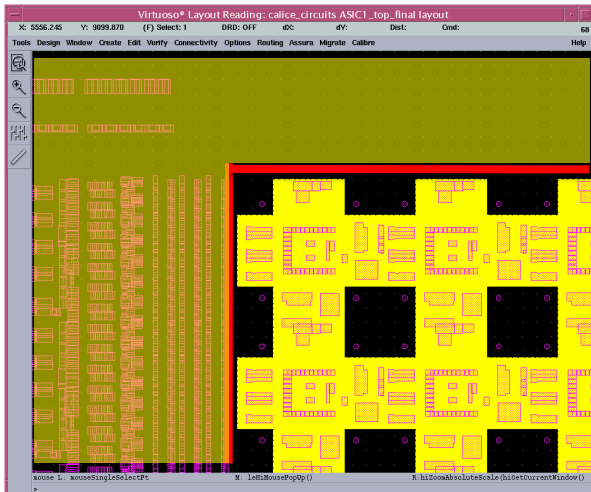 Virtuoso* Layout Reading: calice_circuits ASIC1_top_final layout
X: 5556.245 Y: 9099.870 (F) Select: 1 DRD: OFF dX: dY: Dist: Cmd:
68
Tools Design Window Create Edit Verify Connectivity Options Routing Assura Migrate Calibre Help
mouse L: mouseSingleSelectPt M: leHiMousePopUp() R:hiZoomAbsoluteScale(hiGetCurrentWindow()
>